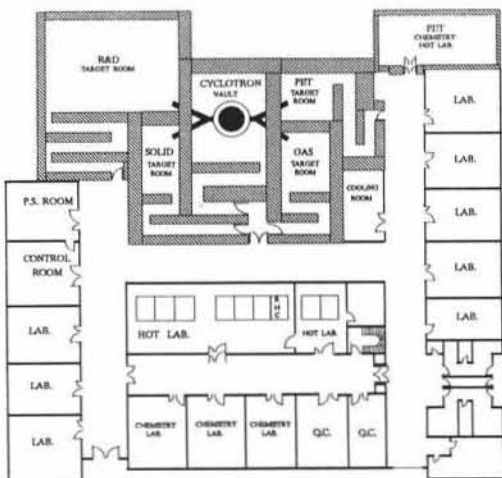 R&D
TARGET ROOM
CYCLOTRON
VAULT
PET
TARGET
ROOM
PET
CHEMISTRY
HOT LAB.
SOLID
TARGET
ROOM
GAS
TARGET
ROOM
COOLING
ROOM
LAB.
LAB.
LAB.
LAB.
LAB.
P.S. ROOM
CONTROL
ROOM
LAB.
LAB.
LAB.
HOT LAB.
HOT LAB.
CHEMISTRY
LAB.
CHEMISTRY
LAB.
CHEMISTRY
LAB.
Q.C.
Q.C.